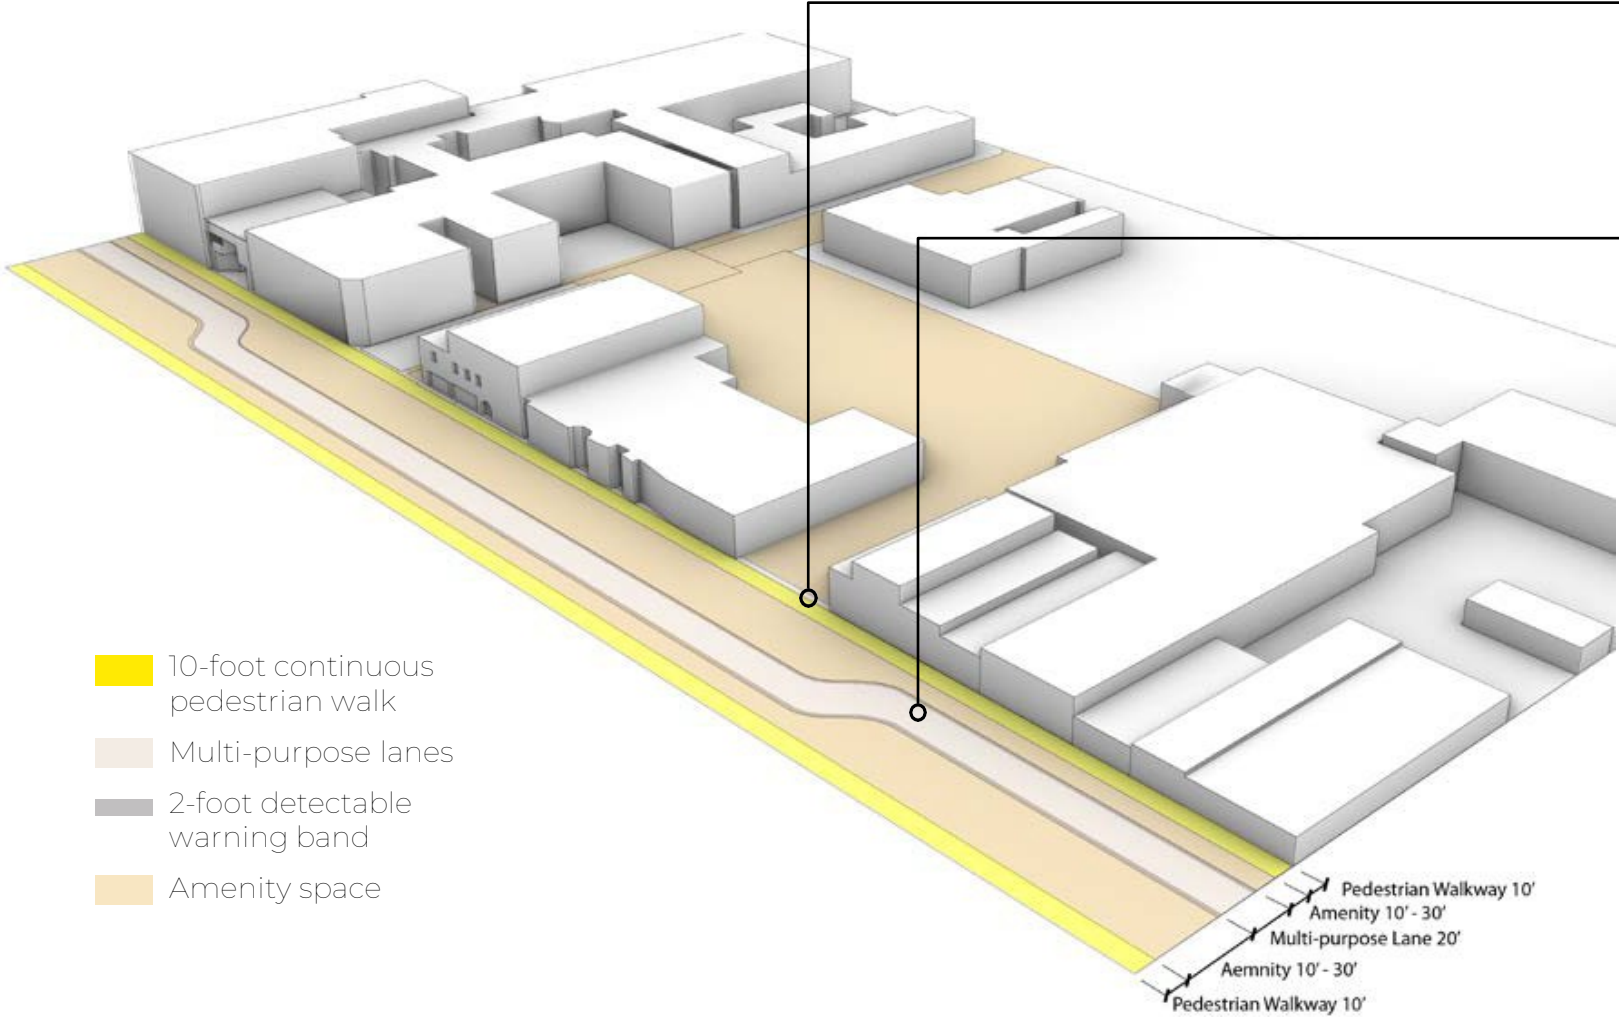 10-foot continuous
pedestrian walk
Multi-purpose lanes
2-foot detectable
warning band
Amenity space
Pedestrian Walkway 10'
Amenity 10' - 30'
Multi-purpose Lane 20'
Aemnity 10' - 30'
Pedestrian Walkway 10'